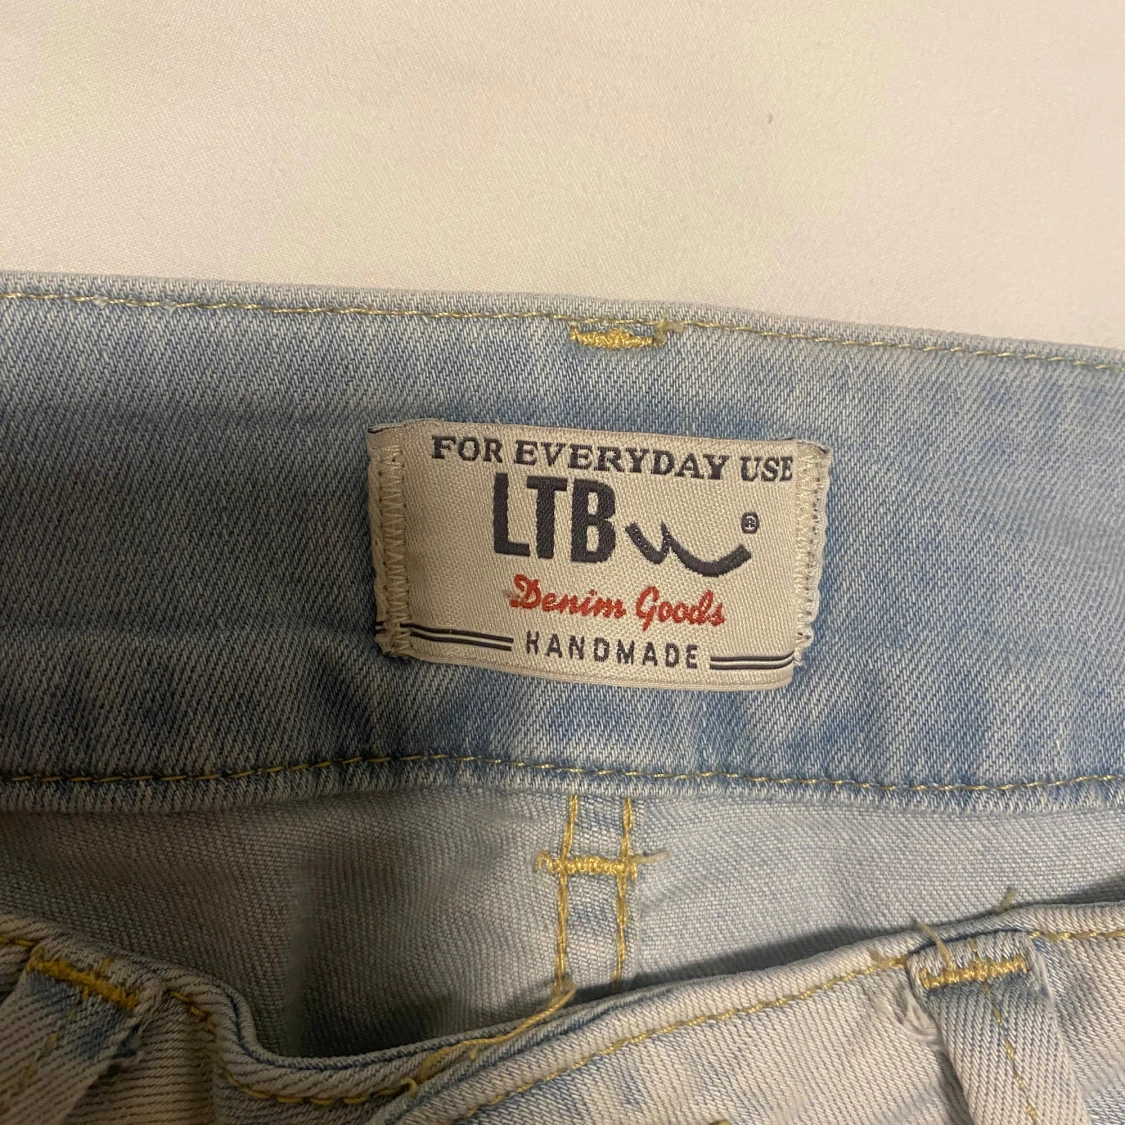 FOR EVERYDAY USE
LTB ®
Denim Goods
HANDMADE